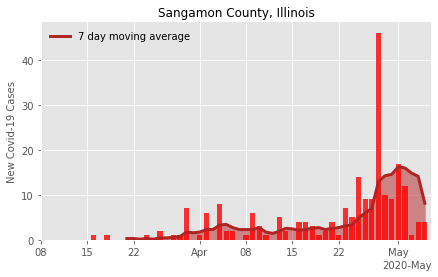 Sangamon County, Illinois
7 day moving average
New Covid-19 Cases
40
30
20
10
0
08
15
22
Apr
08
15
22
May
2020-May